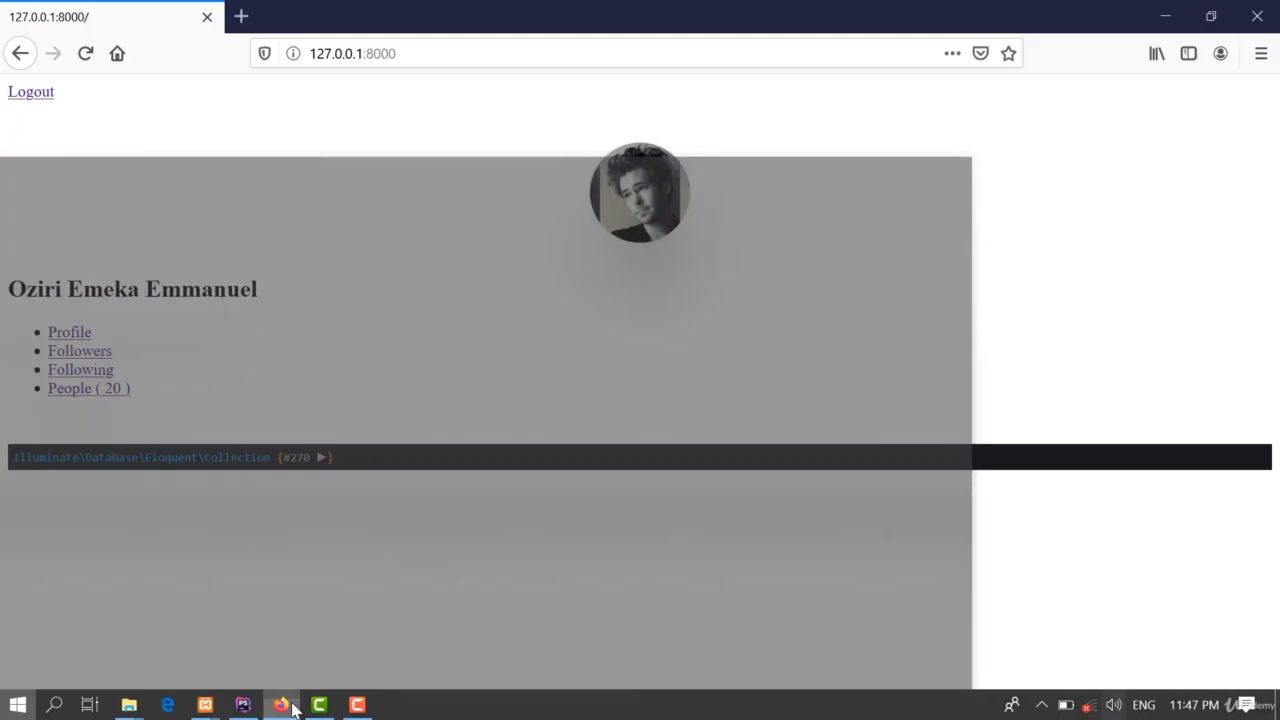 127.0.0.1:8000/
127.0.0.1:8000
Logout
Oziri Emeka Emmanuel
Profile
Followers
Following
People ( 20 )
Illuminate\Database\Eloquent\Collection {#270 ▶}
PS
ENG
11:47 PM